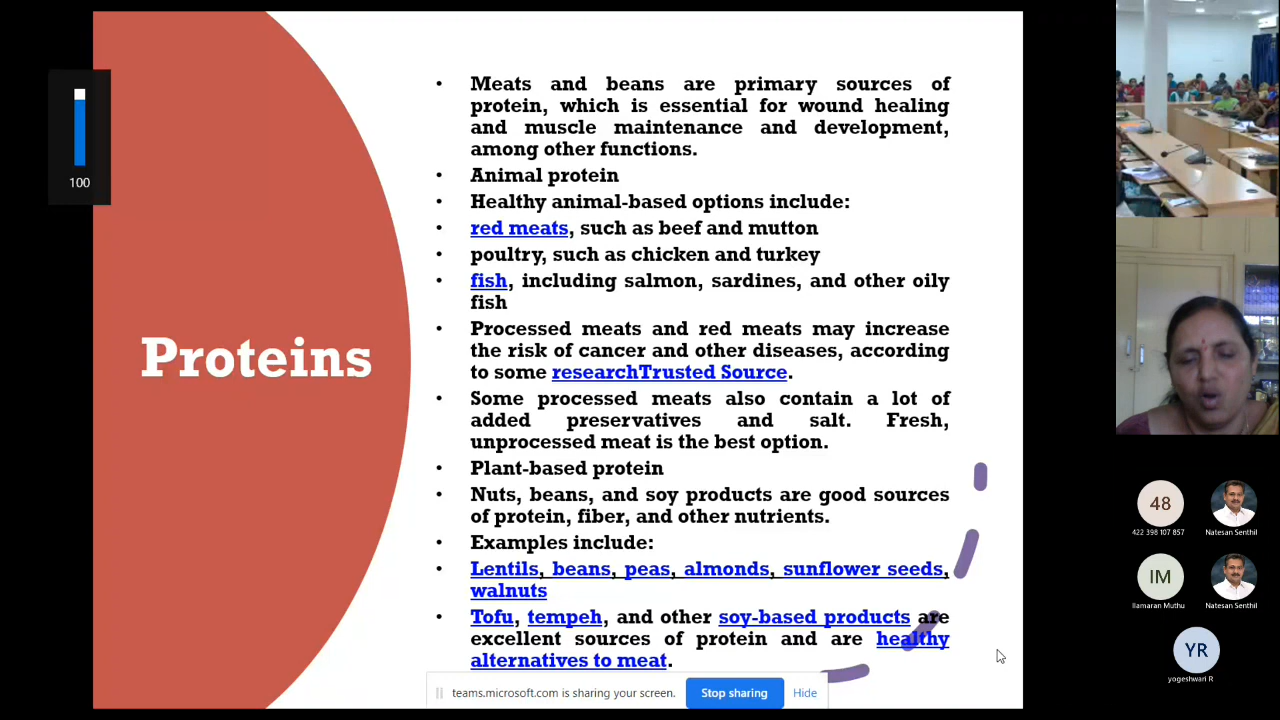 100
Proteins
• Meats and beans are primary sources of
protein, which is essential for wound healing
and muscle maintenance and development,
among other functions.
• Animal protein
• Healthy animal-based options include:
• red meats, such as beef and mutton
• poultry, such as chicken and turkey
• fish, including salmon, sardines, and other oily
fish
• Processed meats and red meats may increase
the risk of cancer and other diseases, according
to some researchTrusted Source.
• Some processed meats also contain a lot of
added preservatives and salt. Fresh,
unprocessed meat is the best option.
• Plant-based protein
• Nuts, beans, and soy products are good sources
of protein, fiber, and other nutrients.
• Examples include:
• Lentils, beans, peas, almonds, sunflower seeds,
walnuts
• Tofu, tempeh, and other soy-based products are
excellent sources of protein and are healthy
alternatives to meat.
teams.microsoft.com is sharing your screen.
Stop sharing
Hide
48
422 398 107 857
Natesan Senthil
IM
Ilamaran Muthu
Natesan Senthil
YR
yogeshwari R